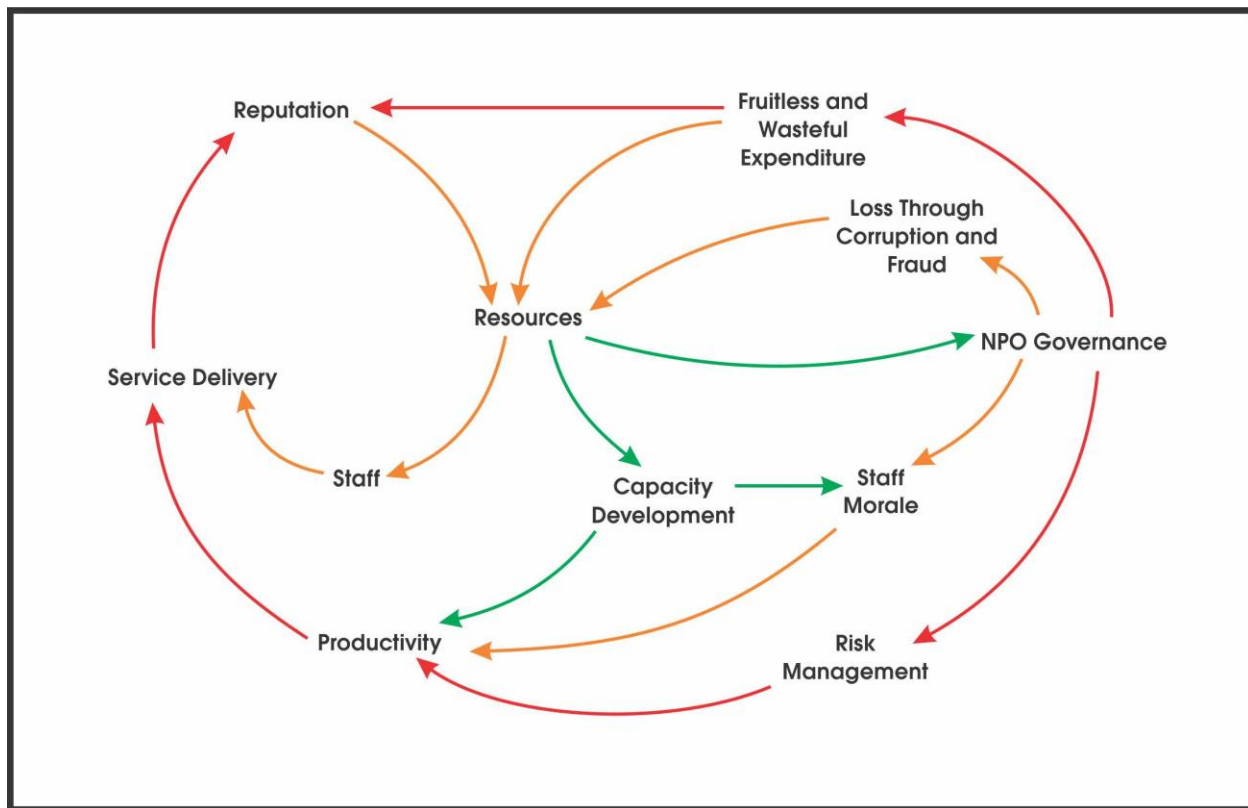 Reputation
Fruitless and
Wasteful
Expenditure
Loss Through
Corruption and
Fraud
Resources
NPO Governance
Service Delivery
Staff
Capacity
Development
Staff
Morale
Productivity
Risk
Management